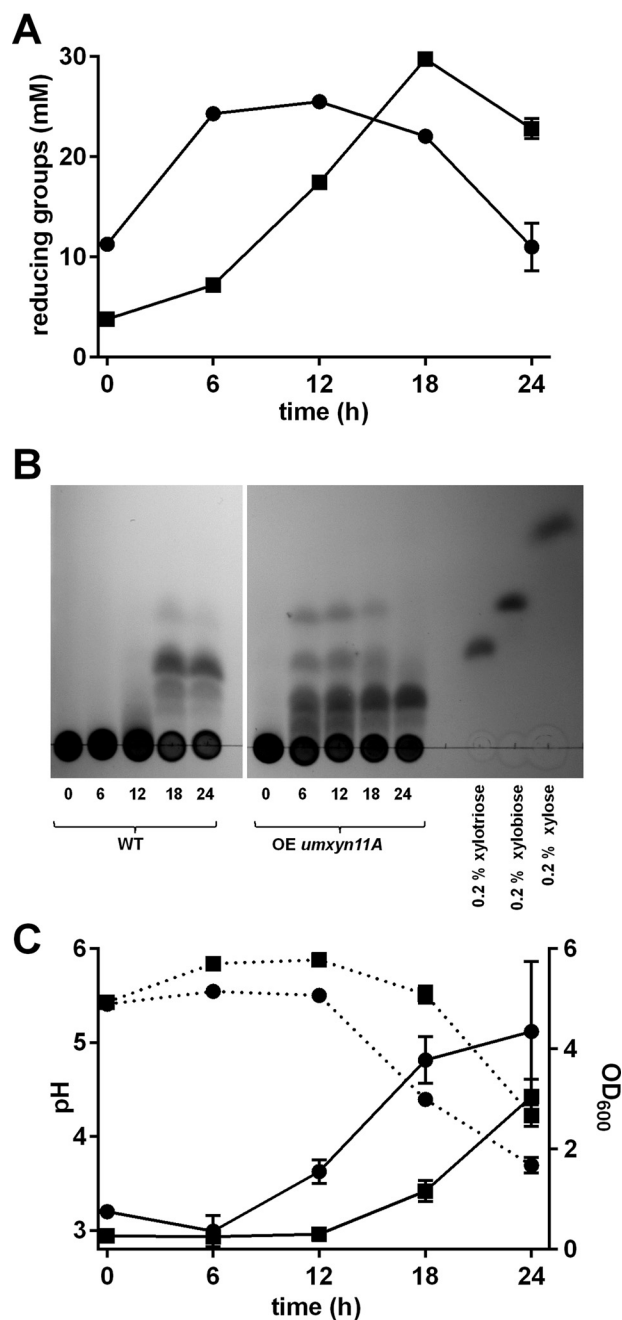 A
reducing groups (mM)
30
20
10
0
0 6 12 18 24
time (h)
B
0 6 12 18 24 0 6 12 18 24
WT OE umxyn11A
0.2 % xylotriose
0.2 % xylobiose
0.2 % xylose
C
pH
6
5
4
3
6
4
2
0
OD600
0 6 12 18 24
time (h)